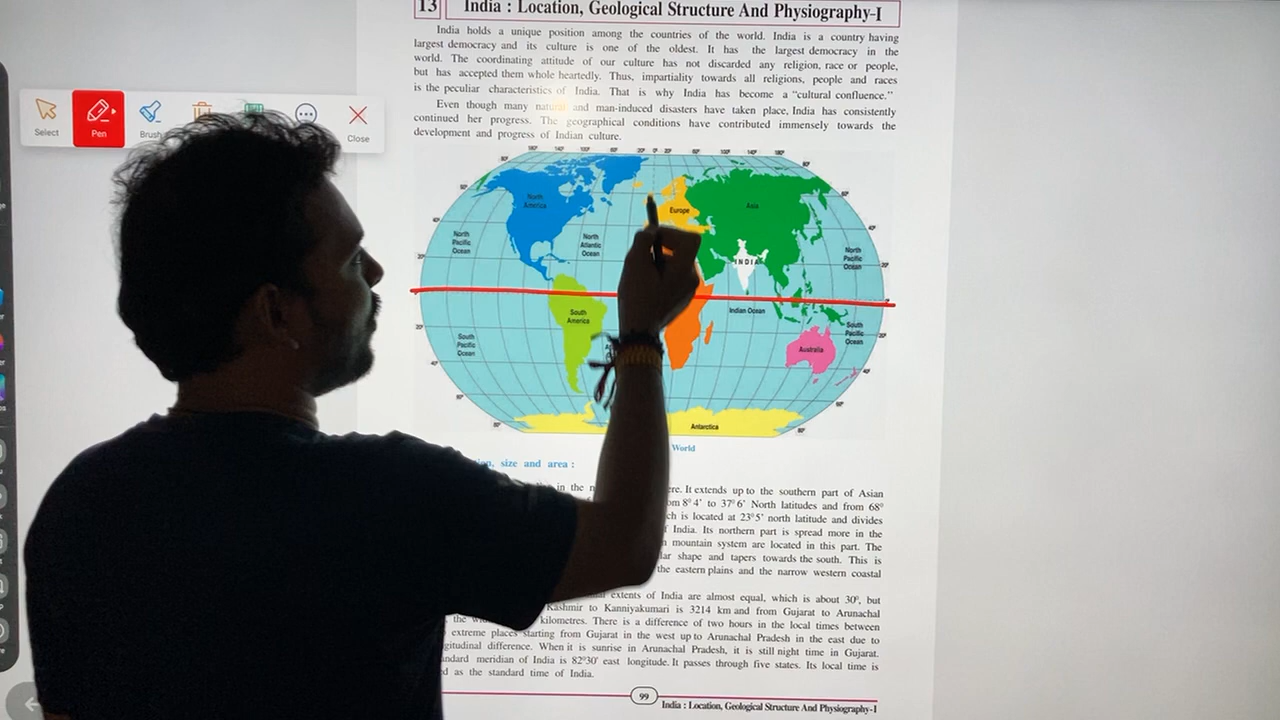 13 India : Location, Geological Structure And Physiography-I
India holds a unique position among the countries of the world. India is a country having
largest democracy and its culture is one of the oldest. It has the largest democracy in the
world. The coordinating attitude of our culture has not discarded any religion, race or people,
but has accepted them whole heartedly. Thus, impartiality towards all religions, people and races
is the peculiar characteristics of India. That is why India has become a “cultural confluence.”
Even though many natural and man-induced disasters have taken place, India has consistently
continued her progress. The geographical conditions have contributed immensely towards the
development and progress of Indian culture.
Select
Pen
Brush
Close
North
America
Europe
Asia
North
Pacific
Ocean
North
Atlantic
Ocean
INDIA
North
Pacific
Ocean
South
America
Indian Ocean
South
Pacific
Ocean
Australia
South
Pacific
Ocean
Antarctica
World
size and area :
in the
ere. It extends up to the southern part of Asian
om 8°4' to 37°6' North latitudes and from 68°
ch is located at 23°5' north latitude and divides
India. Its northern part is spread more in the
mountain system are located in this part. The
lar shape and tapers towards the south. This is
the eastern plains and the narrow western coastal
extents of India are almost equal, which is about 30°, but
Kashmir to Kanniyakumari is 3214 km and from Gujarat to Arunachal
the kilometres. There is a difference of two hours in the local times between
extreme places starting from Gujarat in the west up to Arunachal Pradesh in the east due to
gitudinal difference. When it is sunrise in Arunachal Pradesh, it is still night time in Gujarat.
andard meridian of India is 82°30' east longitude. It passes through five states. Its local time is
ed as the standard time of India.
99
India : Location, Geological Structure And Physiography-I